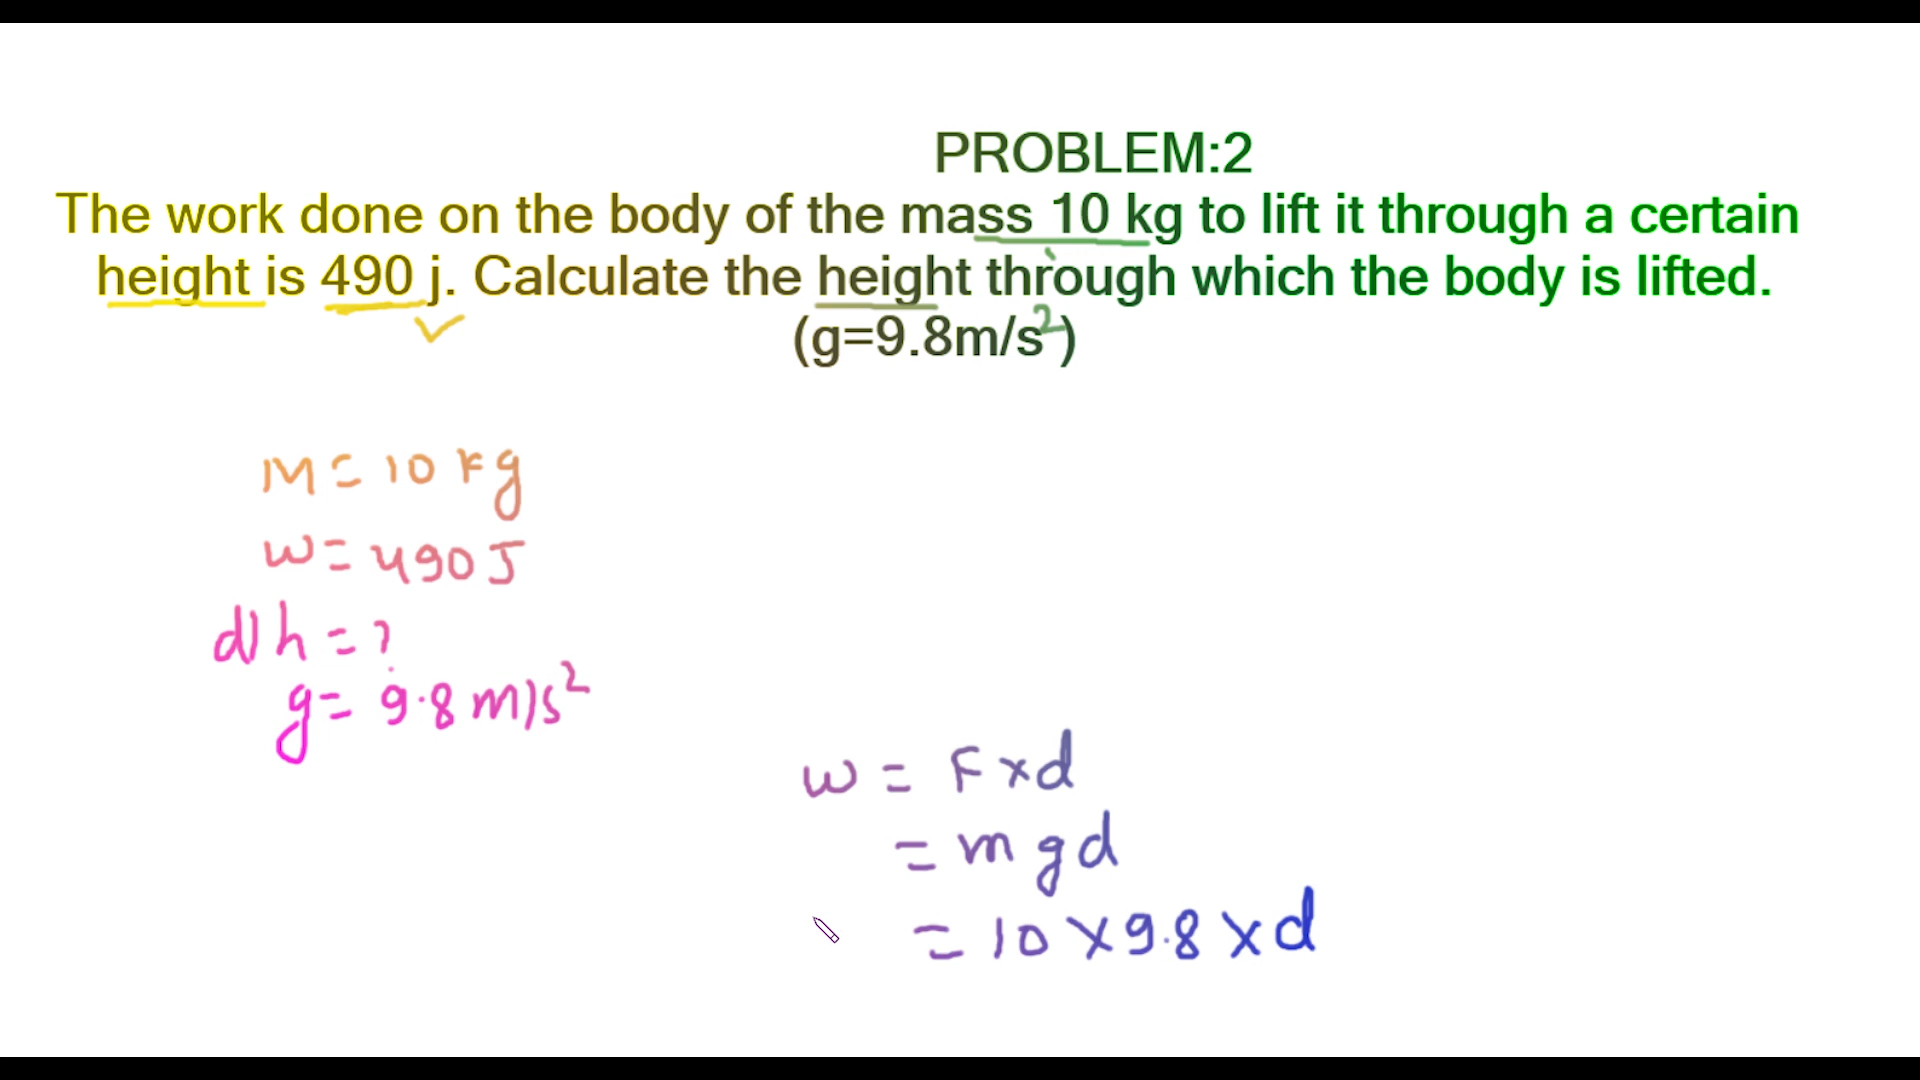 PROBLEM:2
The work done on the body of the mass 10 kg to lift it through a certain
height is 490 j. Calculate the height through which the body is lifted.
(g=9.8m/s²)
M = 10 kg
w = 490 J
d/h = ?
g = 9.8 m/s²
w = F x d
= m g d
= 10 x 9.8 x d